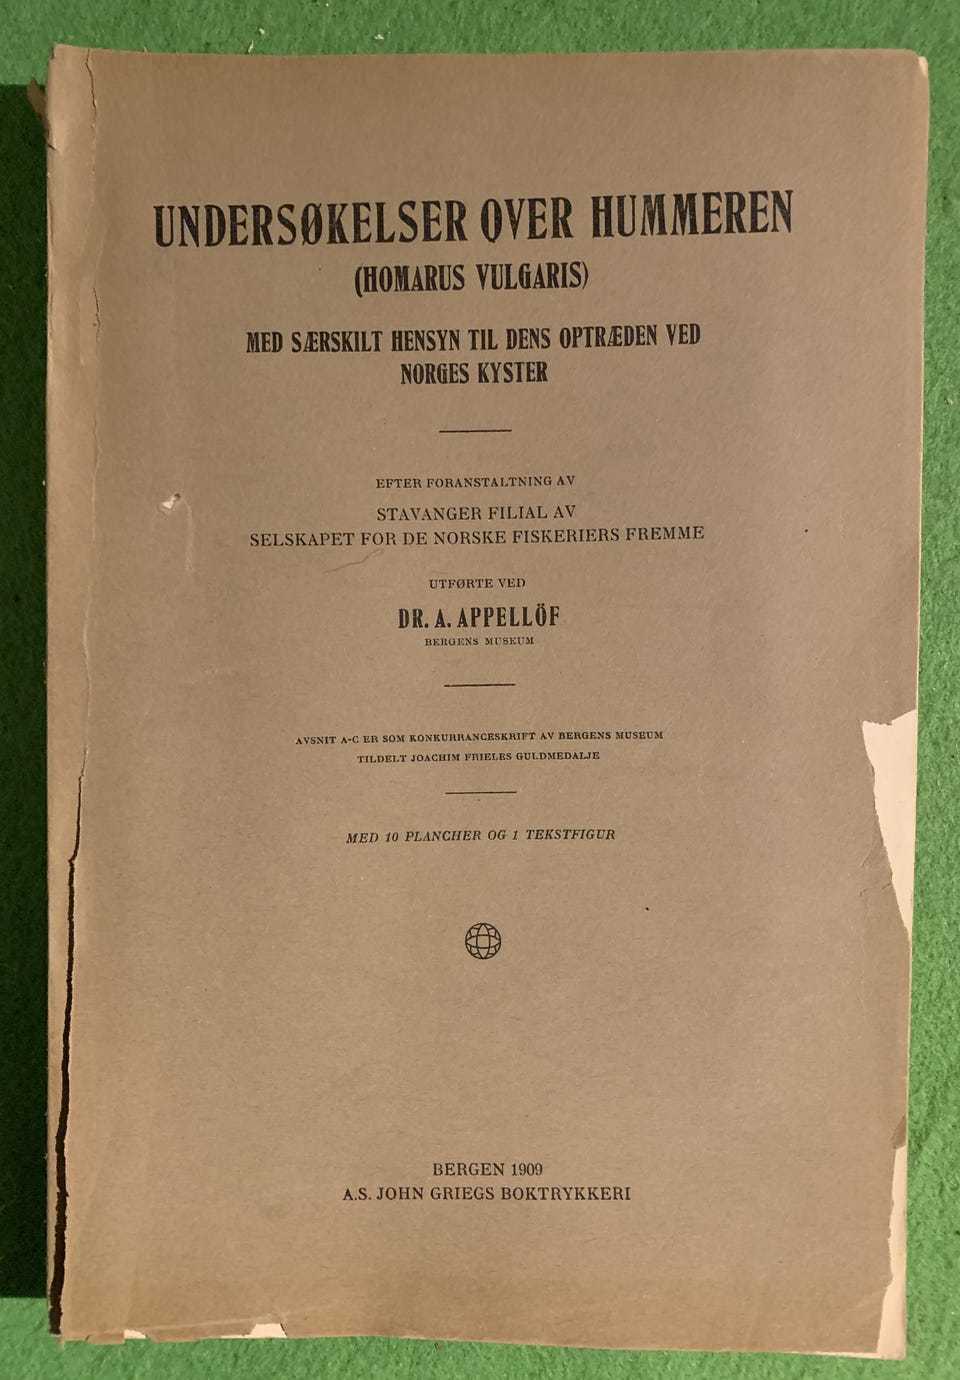 UNDERSØKELSER OVER HUMMEREN
(HOMARUS VULGARIS)
MED SÆRSKILT HENSYN TIL DENS OPTRÆDEN VED
NORGES KYSTER
EFTER FORANSTALTNING AV
STAVANGER FILIAL AV
SELSKAPET FOR DE NORSKE FISKERIERS FREMME
UTFØRTE VED
DR. A. APPELLÖF
BERGENS MUSEUM
AVSNIT A-C ER SOM KONKURRANCESKRIFT AV BERGENS MUSEUM
TILDELT JOACHIM FRIELES GULDMEDALJE
MED 10 PLANCHER OG 1 TEKSTFIGUR
BERGEN 1909
A.S. JOHN GRIEGS BOKTRYKKERI